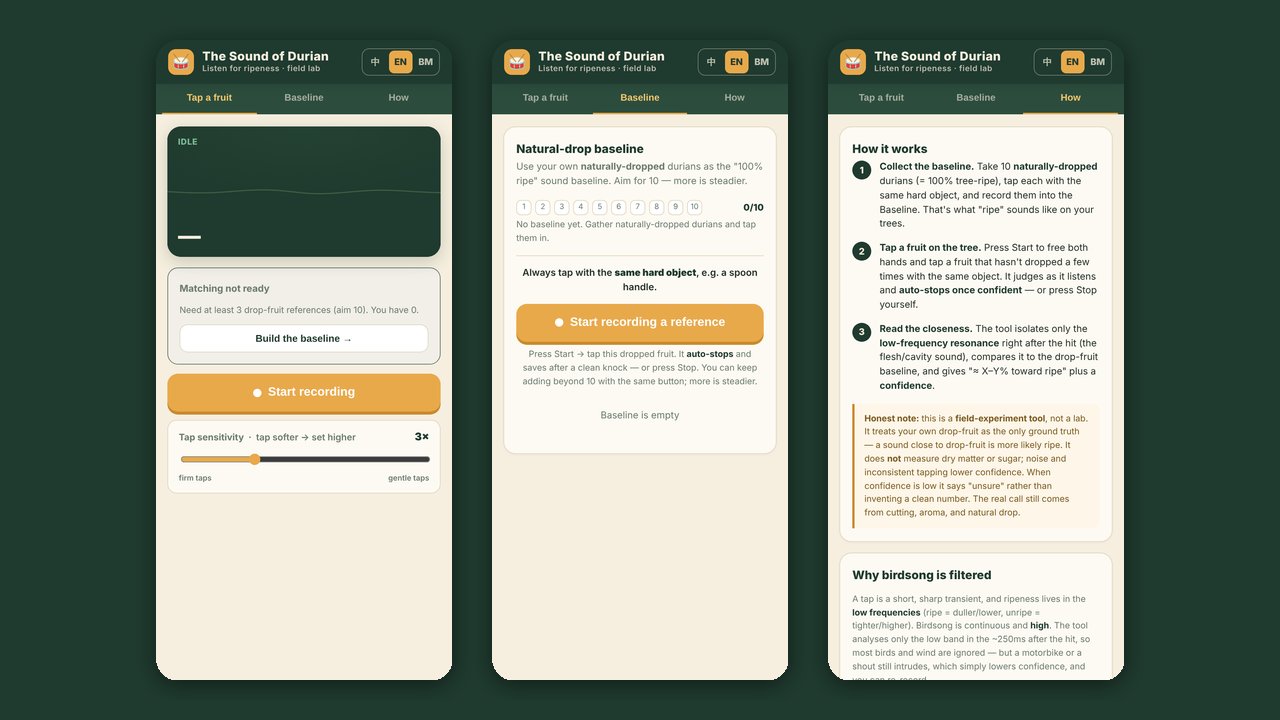 The Sound of Durian
Listen for ripeness · field lab
中 EN BM
Tap a fruit Baseline How
IDLE
Matching not ready
Need at least 3 drop-fruit references (aim 10). You have 0.
Build the baseline →
Start recording
Tap sensitivity · tap softer → set higher 3×
firm taps gentle taps
The Sound of Durian
Listen for ripeness · field lab
中 EN BM
Tap a fruit Baseline How
Natural-drop baseline
Use your own naturally-dropped durians as the "100%
ripe" sound baseline. Aim for 10 — more is steadier.
1 2 3 4 5 6 7 8 9 10 0/10
No baseline yet. Gather naturally-dropped durians and tap
them in.
Always tap with the same hard object, e.g. a spoon
handle.
Start recording a reference
Press Start → tap this dropped fruit. It auto-stops and
saves after a clean knock — or press Stop. You can keep
adding beyond 10 with the same button; more is steadier.
Baseline is empty
The Sound of Durian
Listen for ripeness · field lab
中 EN BM
Tap a fruit Baseline How
How it works
1 Collect the baseline. Take 10 naturally-dropped
durians (= 100% tree-ripe), tap each with the
same hard object, and record them into the
Baseline. That's what "ripe" sounds like on your
trees.
2 Tap a fruit on the tree. Press Start to free both
hands and tap a fruit that hasn't dropped a few
times with the same object. It judges as it listens
and auto-stops once confident — or press Stop
yourself.
3 Read the closeness. The tool isolates only the
low-frequency resonance right after the hit (the
flesh/cavity sound), compares it to the drop-fruit
baseline, and gives "≈ X–Y% toward ripe" plus a
confidence.
Honest note: this is a field-experiment tool, not a lab.
It treats your own drop-fruit as the only ground truth
— a sound close to drop-fruit is more likely ripe. It
does not measure dry matter or sugar; noise and
inconsistent tapping lower confidence. When
confidence is low it says "unsure" rather than
inventing a clean number. The real call still comes
from cutting, aroma, and natural drop.
Why birdsong is filtered
A tap is a short, sharp transient, and ripeness lives in the
low frequencies (ripe = duller/lower, unripe =
tighter/higher). Birdsong is continuous and high. The tool
analyses only the low band in the ~250ms after the hit, so
most birds and wind are ignored — but a motorbike or a
shout still intrudes, which simply lowers confidence, and
you can re-record.